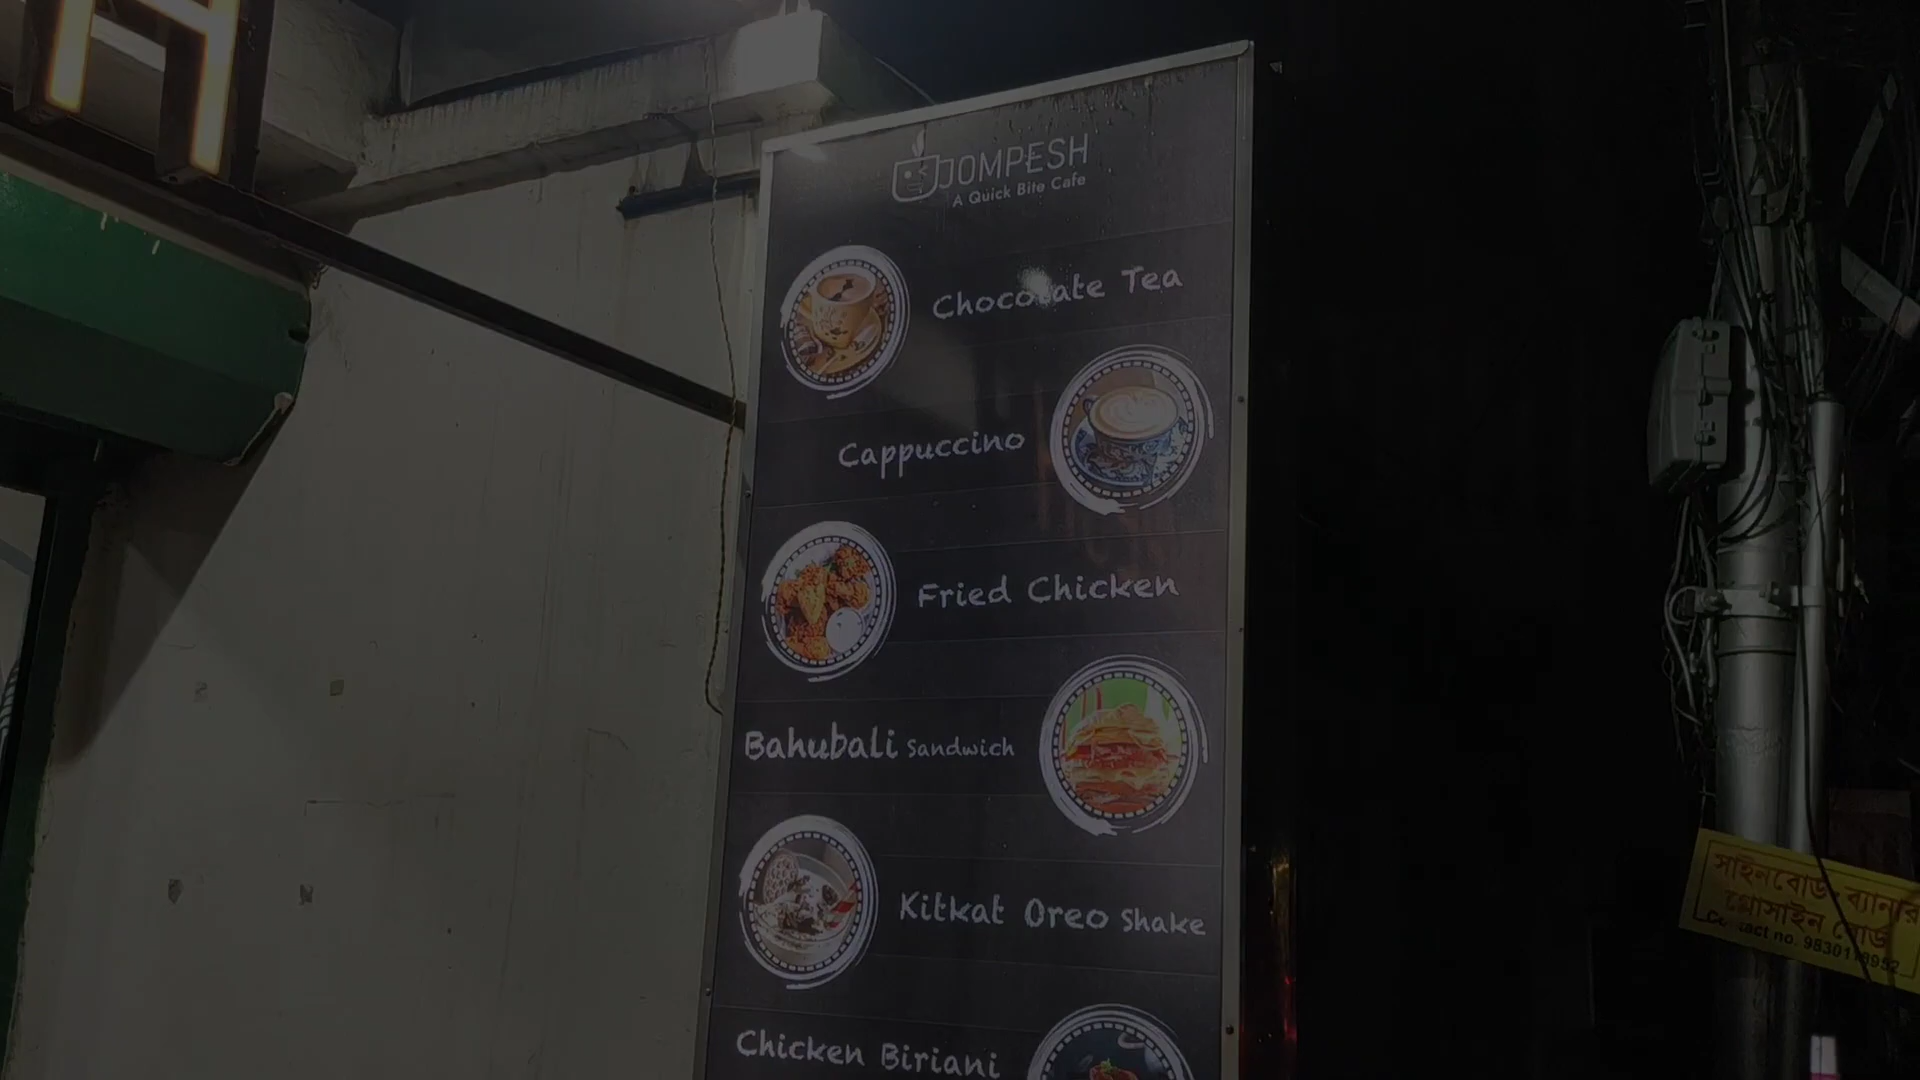 H
JOMPESH
A Quick Bite Cafe
Chocolate Tea
Cappuccino
Fried Chicken
Bahubali Sandwich
Kitkat Oreo Shake
Chicken Biriani
সাইনবোর্ড ব্যানার
গ্লোসাইন বোর্ড
Contact no.